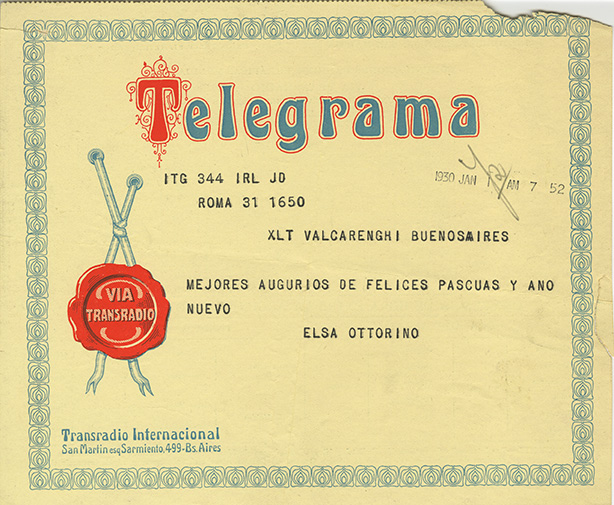 Telegrama
ITG 344 IRL JD
1930 JAN AM 7 52
ROMA 31 1650
XLT VALCARENGHI BUENOSAIRES
MEJORES AUGURIOS DE FELICES PASCUAS Y ANO
NUEVO
ELSA OTTORINO
VIA
TRANSRADIO
Transradio Internacional
San Martin esq Sarmiento, 499-Bs. Aires